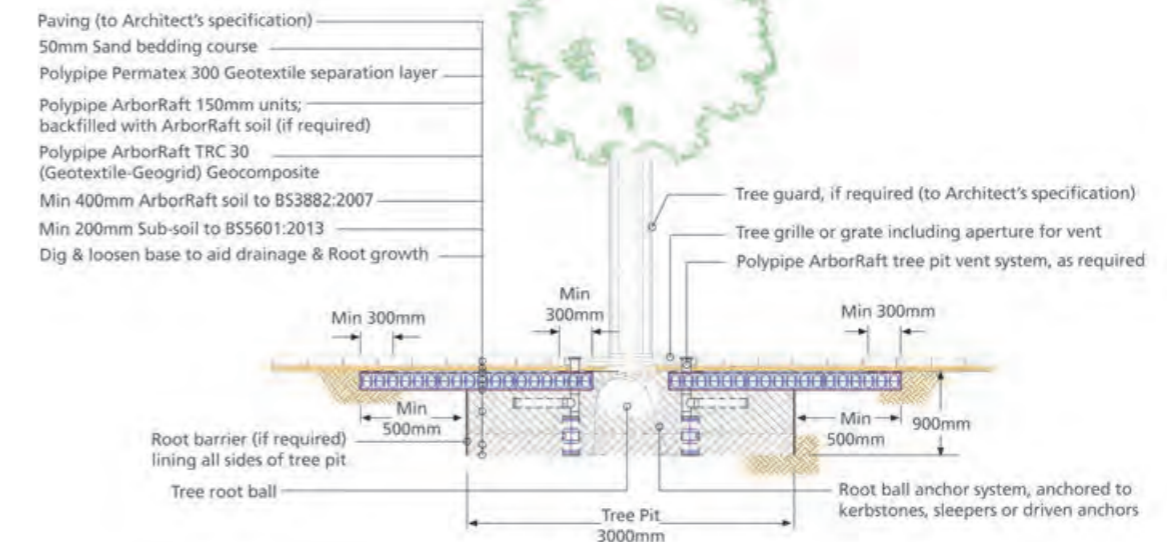 Paving (to Architect's specification)
50mm Sand bedding course
Polypipe Permatex 300 Geotextile separation layer
Polypipe ArborRaft 150mm units;
backfilled with ArborRaft soil (if required)
Polypipe ArborRaft TRC 30
(Geotextile-Geogrid) Geocomposite
Min 400mm ArborRaft soil to BS3882:2007
Min 200mm Sub-soil to BS5601:2013
Dig & loosen base to aid drainage & Root growth
Tree guard, if required (to Architect's specification)
Tree grille or grate including aperture for vent
Polypipe ArborRaft tree pit vent system, as required
Min 300mm
Min
300mm
Min 300mm
Min
500mm
Min
500mm
900mm
Root barrier (if required)
lining all sides of tree pit
Tree root ball
Root ball anchor system, anchored to
kerbstones, sleepers or driven anchors
Tree Pit
3000mm